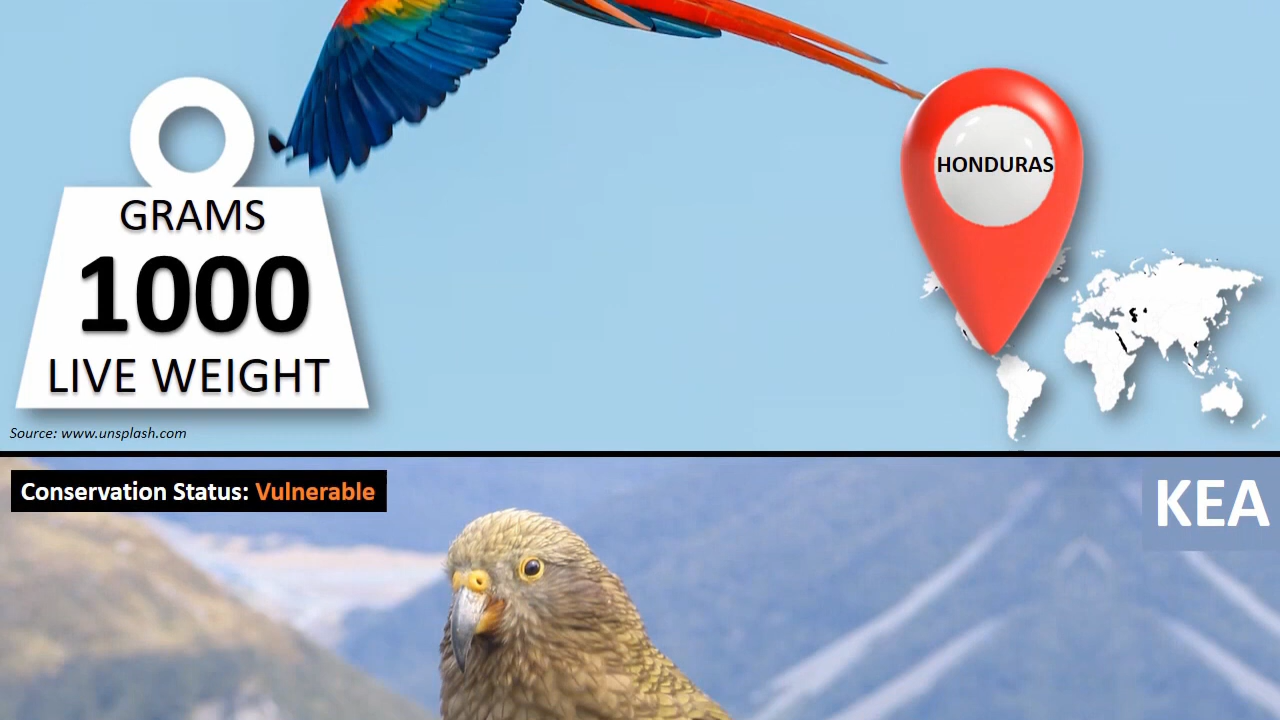 HONDURAS
GRAMS
1000
LIVE WEIGHT
Source: www.unsplash.com
Conservation Status: Vulnerable
KEA